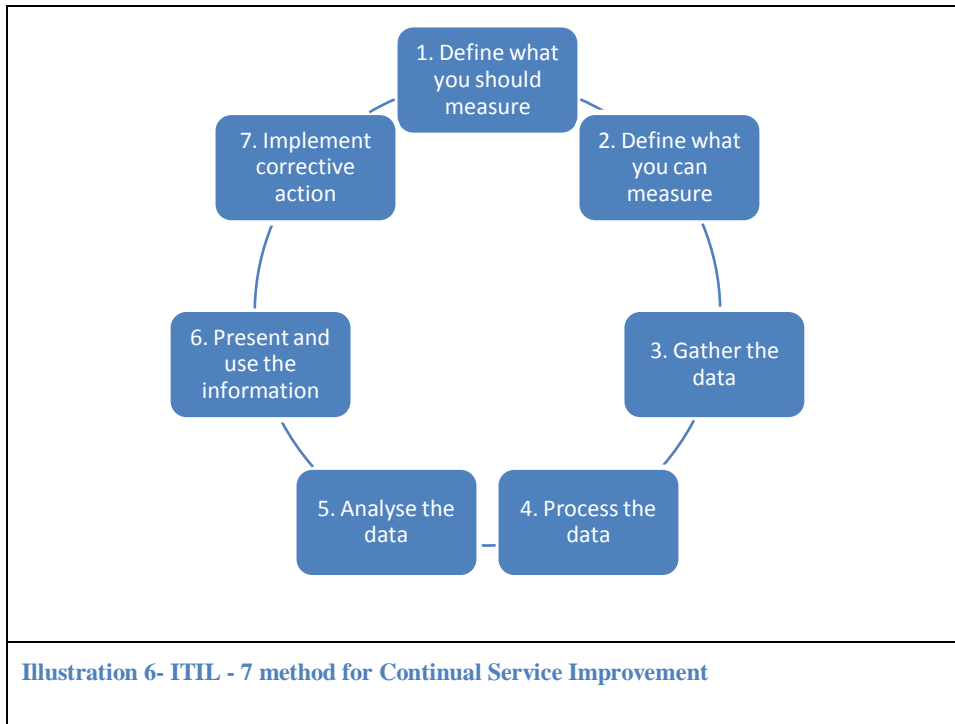 1. Define what
you should
measure
2. Define what
you can
measure
3. Gather the
data
4. Process the
data
5. Analyse the
data
6. Present and
use the
information
7. Implement
corrective
action
Illustration 6- ITIL - 7 method for Continual Service Improvement